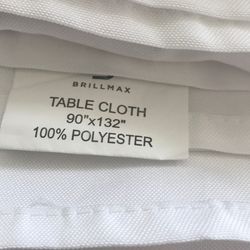 BRILLMAX
TABLE CLOTH
90"x132"
100% POLYESTER